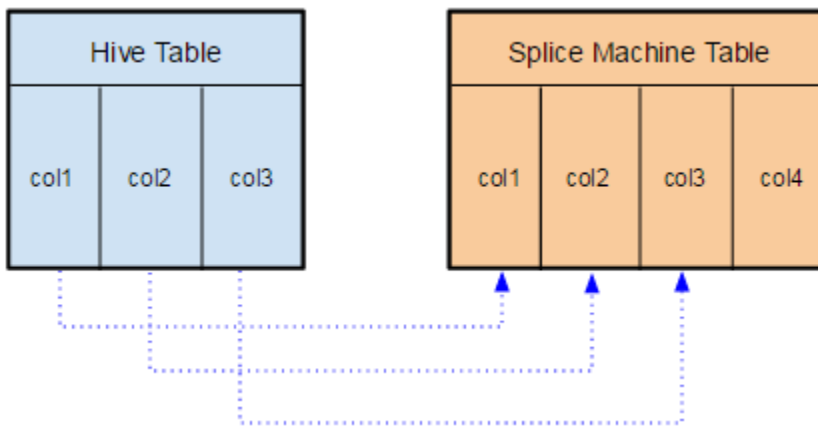 Hive Table
col1
col2
col3
Splice Machine Table
col1
col2
col3
col4